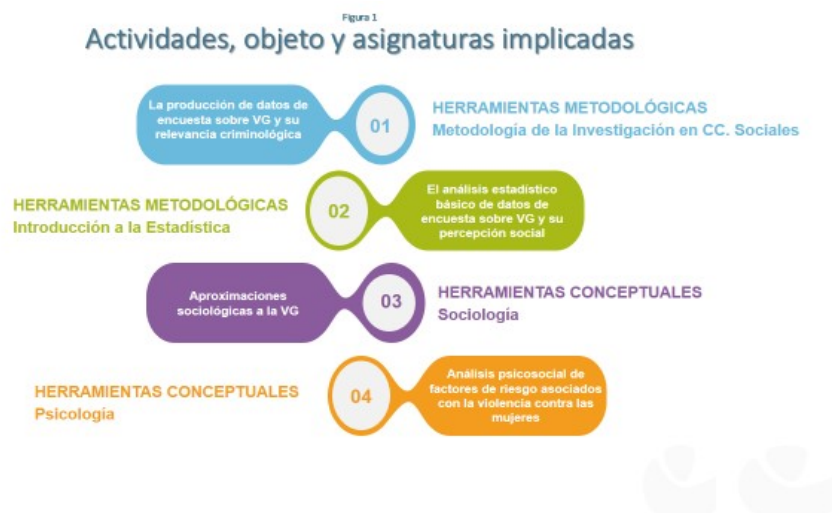 Figura 1
Actividades, objeto y asignaturas implicadas
La producción de datos de
encuesta sobre VG y su
relevancia criminológica
01
HERRAMIENTAS METODOLÓGICAS
Metodología de la Investigación en CC. Sociales
HERRAMIENTAS METODOLÓGICAS
Introducción a la Estadística
02
El análisis estadístico
básico de datos de
encuesta sobre VG y su
percepción social
Aproximaciones
sociológicas a la VG
03
HERRAMIENTAS CONCEPTUALES
Sociología
HERRAMIENTAS CONCEPTUALES
Psicología
04
Análisis psicosocial de
factores de riesgo asociados
con la violencia contra las
mujeres